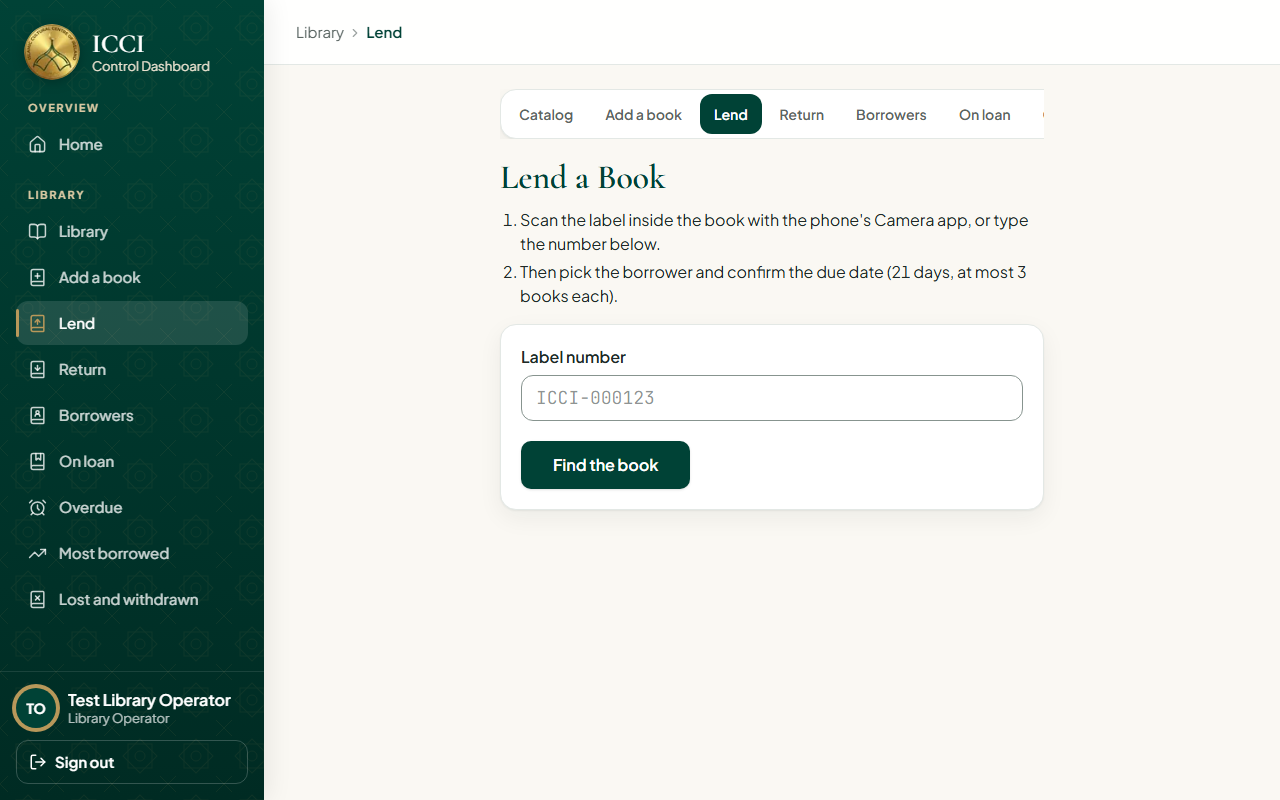 ICCI
Control Dashboard
OVERVIEW
Home
LIBRARY
Library
Add a book
Lend
Return
Borrowers
On loan
Overdue
Most borrowed
Lost and withdrawn
TO
Test Library Operator
Library Operator
Sign out
Library > Lend
Catalog Add a book Lend Return Borrowers On loan
Lend a Book
1. Scan the label inside the book with the phone's Camera app, or type
the number below.
2. Then pick the borrower and confirm the due date (21 days, at most 3
books each).
Label number
ICCI-000123
Find the book